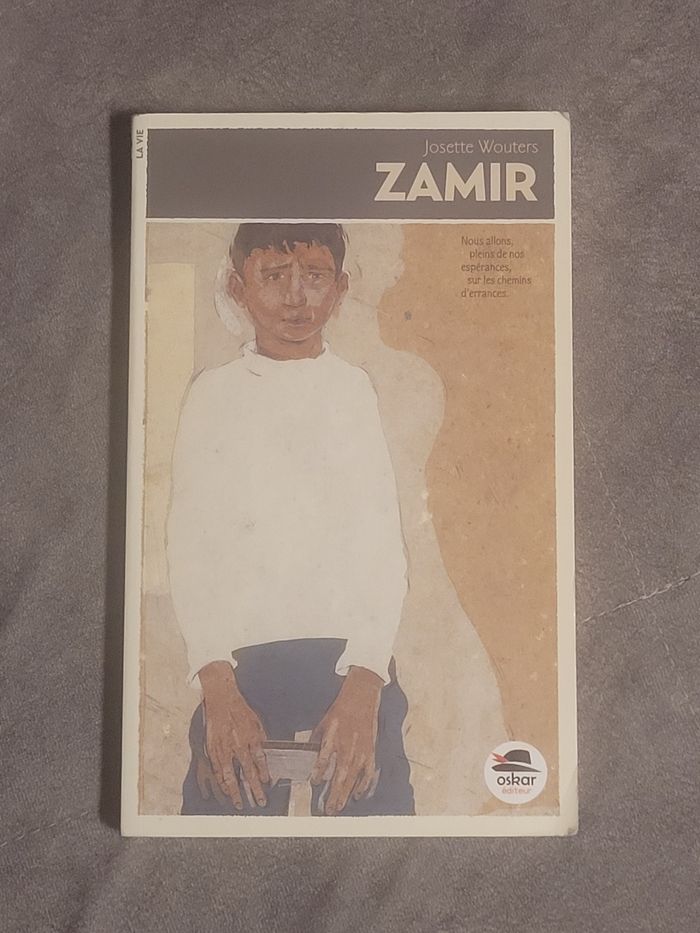 LA VIE
Josette Wouters
ZAMIR
Nous allons,
pleins de nos
espérances,
sur les chemins
d'errances.
oskar
éditeur